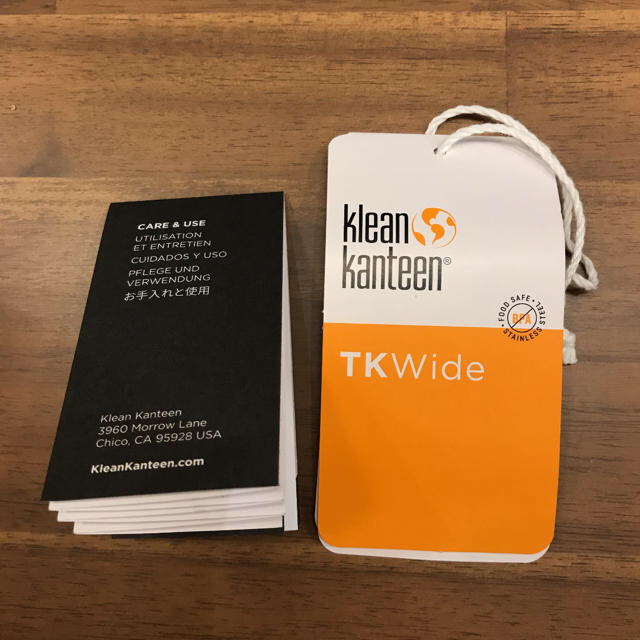 CARE & USE
UTILISATION
ET ENTRETIEN
CUIDADOS Y USO
PFLEGE UND
VERWENDUNG
お手入れと使用
Klean Kanteen
3960 Morrow Lane
Chico, CA 95928 USA
KleanKanteen.com
klean
kanteen®
• FOOD SAFE •
BPA
STAINLESS STEEL
TKWide